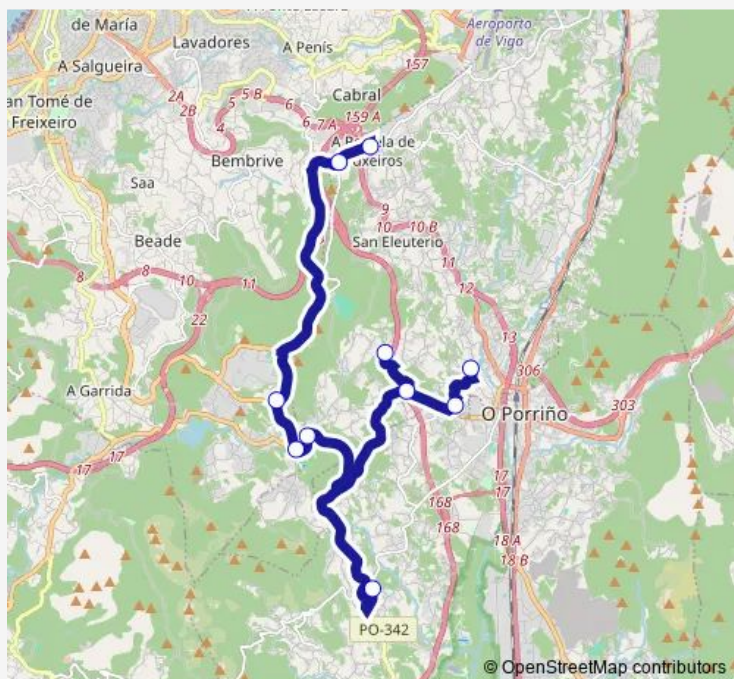 de María
Lavadores
A Penís
Aeroporto
de Vigo
A Salgueira
157
an Tomé de
Freixeiro
2A
2B
5
5 B
4
6
6
7 A
Cabral
159 A
Bembrive
Saa
9
10
10 B
San Eleuterio
11
12
Beade
8
8
10
11
22
13
306
303
A Garrida
O Porriño
17
17
17
17
168
168
18 A
18 B
PO-342
© OpenStreetMap contributors